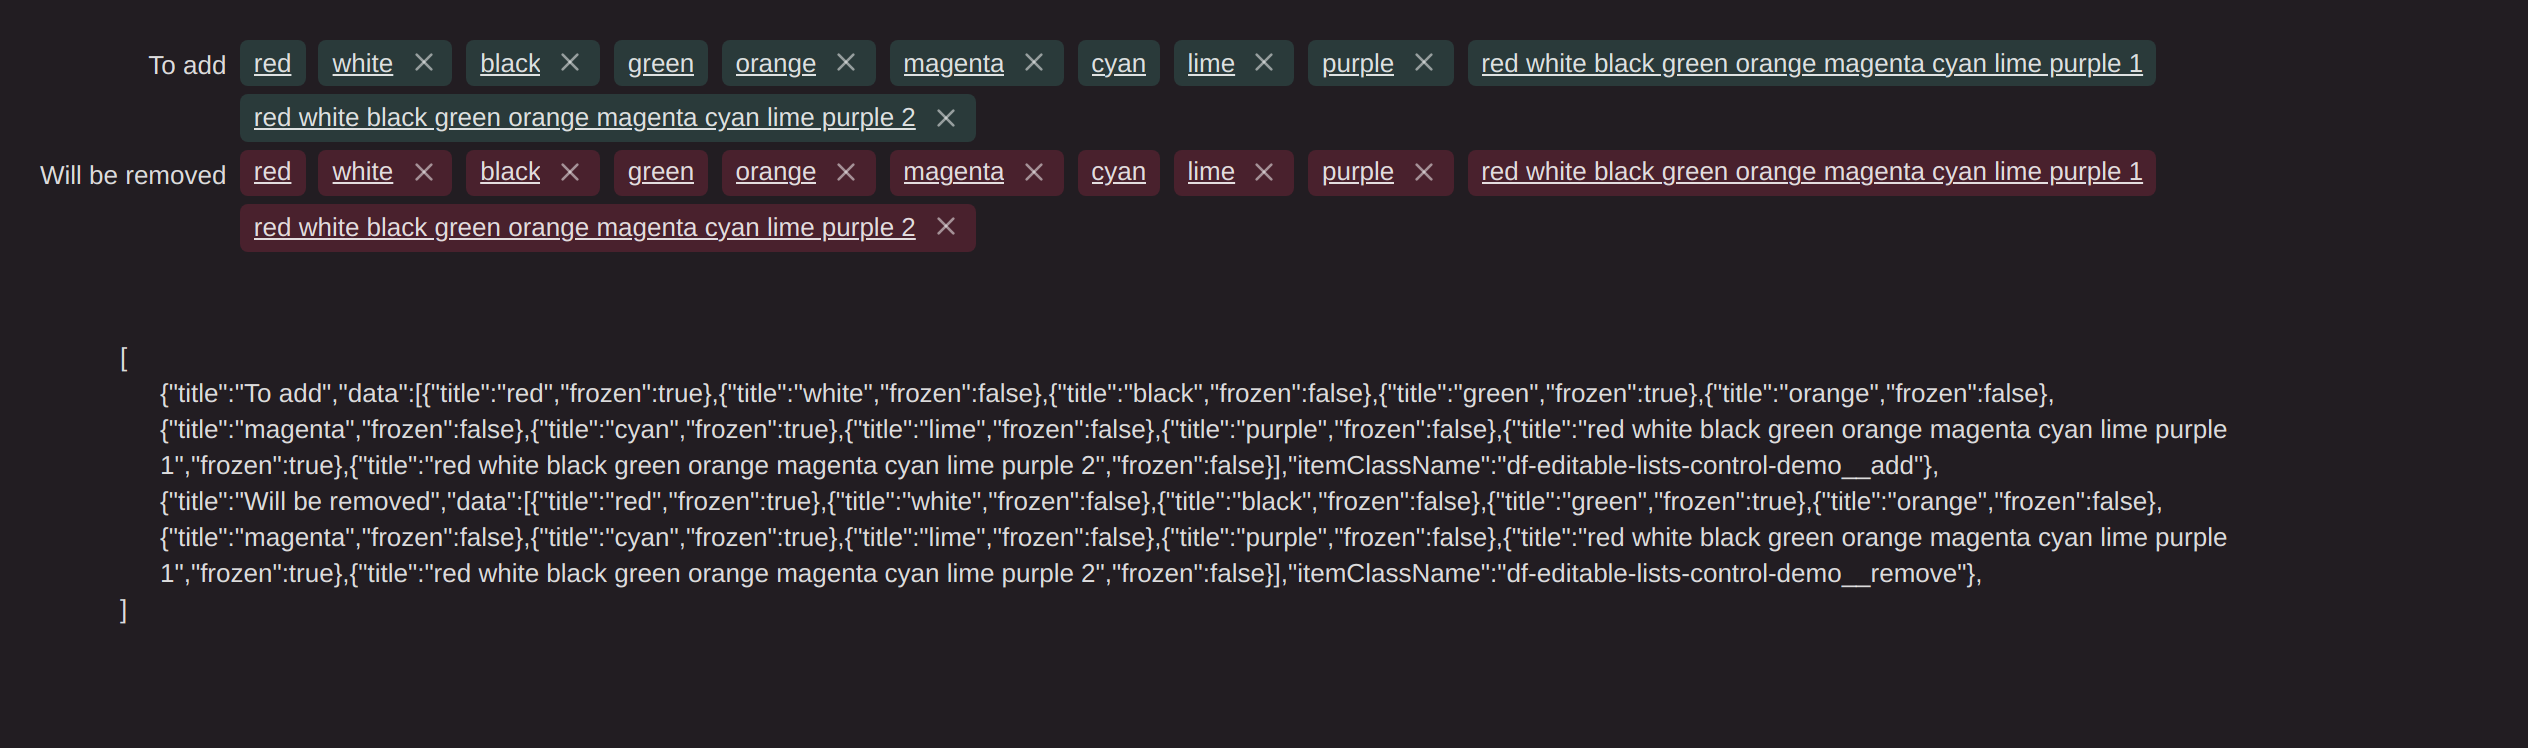 To add red white black green orange magenta cyan lime purple red white black green orange magenta cyan lime purple 1
red white black green orange magenta cyan lime purple 2
Will be removed red white black green orange magenta cyan lime purple red white black green orange magenta cyan lime purple 1
red white black green orange magenta cyan lime purple 2
[
{"title":"To add","data":[{"title":"red","frozen":true},{"title":"white","frozen":false},{"title":"black","frozen":false},{"title":"green","frozen":true},{"title":"orange","frozen":false},
{"title":"magenta","frozen":false},{"title":"cyan","frozen":true},{"title":"lime","frozen":false},{"title":"purple","frozen":false},{"title":"red white black green orange magenta cyan lime purple
1","frozen":true},{"title":"red white black green orange magenta cyan lime purple 2","frozen":false}],"itemClassName":"df-editable-lists-control-demo__add"},
{"title":"Will be removed","data":[{"title":"red","frozen":true},{"title":"white","frozen":false},{"title":"black","frozen":false},{"title":"green","frozen":true},{"title":"orange","frozen":false},
{"title":"magenta","frozen":false},{"title":"cyan","frozen":true},{"title":"lime","frozen":false},{"title":"purple","frozen":false},{"title":"red white black green orange magenta cyan lime purple
1","frozen":true},{"title":"red white black green orange magenta cyan lime purple 2","frozen":false}],"itemClassName":"df-editable-lists-control-demo__remove"},
]